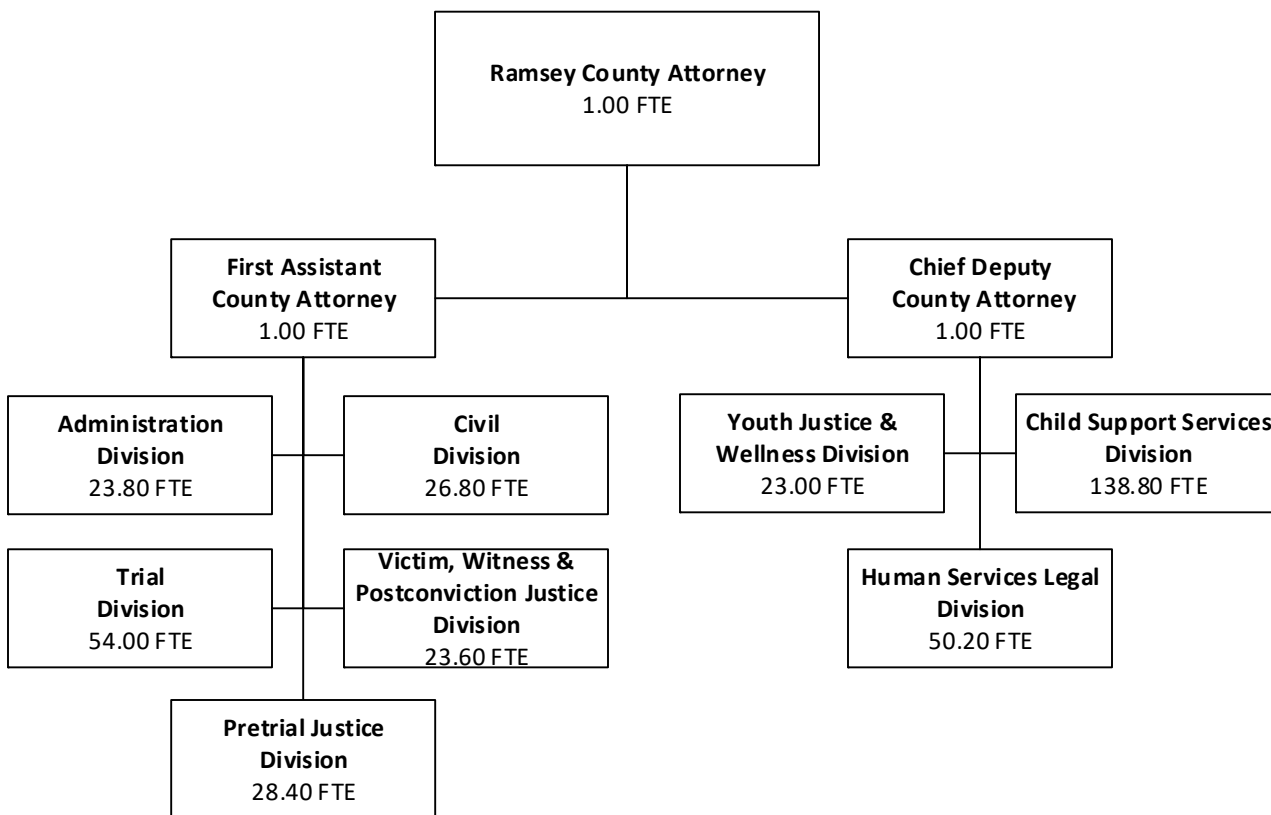 Ramsey County Attorney
1.00 FTE
First Assistant
County Attorney
1.00 FTE
Chief Deputy
County Attorney
1.00 FTE
Administration
Division
23.80 FTE
Civil
Division
26.80 FTE
Youth Justice &
Wellness Division
23.00 FTE
Child Support Services
Division
138.80 FTE
Trial
Division
54.00 FTE
Victim, Witness &
Postconviction Justice
Division
23.60 FTE
Human Services Legal
Division
50.20 FTE
Pretrial Justice
Division
28.40 FTE